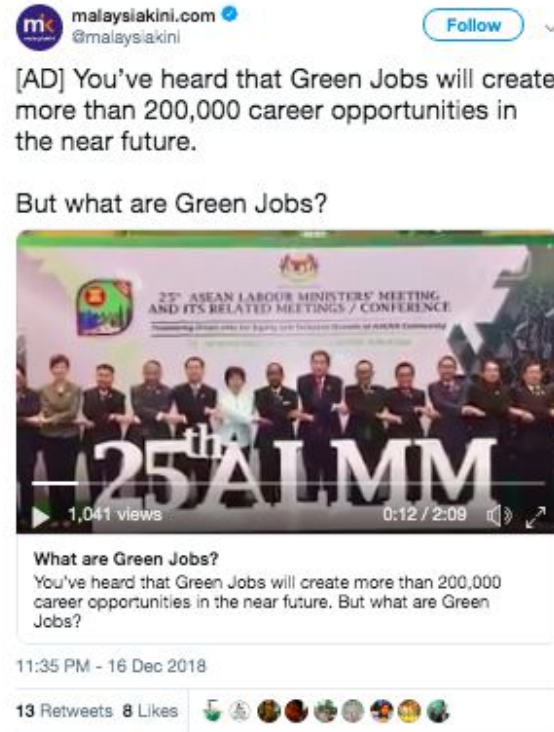 mk
malaysiakini.com
@malaysiakini
Follow
[AD] You've heard that Green Jobs will create
more than 200,000 career opportunities in
the near future.
But what are Green Jobs?
25th ASEAN LABOUR MINISTERS' MEETING
AND ITS RELATED MEETINGS / CONFERENCE
25th ALMM
1,041 views
0:12 / 2:09
What are Green Jobs?
You've heard that Green Jobs will create more than 200,000
career opportunities in the near future. But what are Green
Jobs?
11:35 PM - 16 Dec 2018
13 Retweets 8 Likes